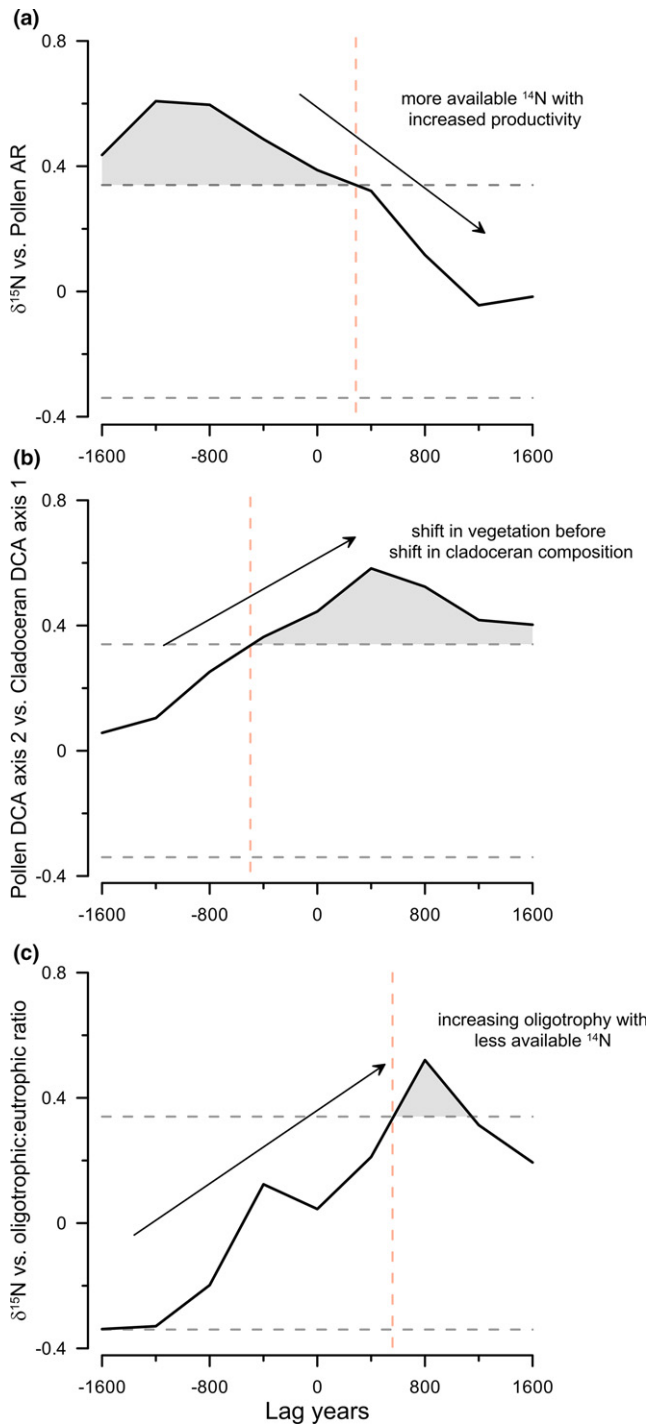 (a)
0.8
0.4
0
-0.4
δ¹⁵N vs. Pollen AR
more available ¹⁴N with
increased productivity
-1600 -800 0 800 1600
(b)
0.8
0.4
0
-0.4
Pollen DCA axis 2 vs. Cladoceran DCA axis 1
shift in vegetation before
shift in cladoceran composition
-1600 -800 0 800 1600
(c)
0.8
0.4
0
-0.4
δ¹⁵N vs. oligotrophic:eutrophic ratio
increasing oligotrophy with
less available ¹⁴N
-1600 -800 0 800 1600
Lag years